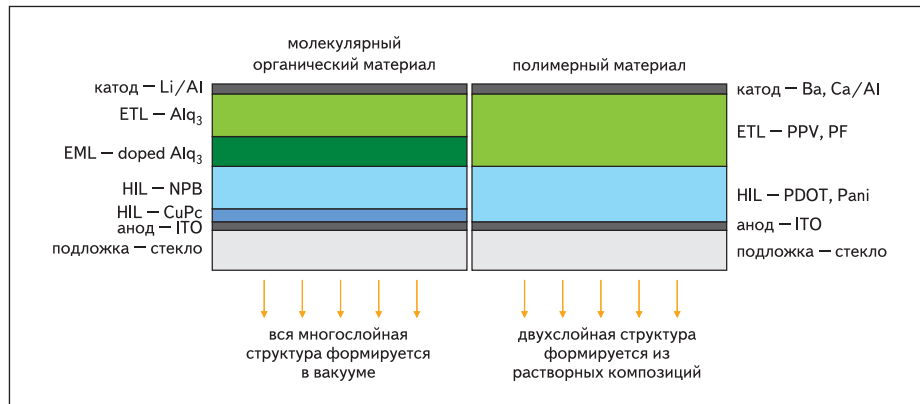 молекулярный
органический материал
полимерный материал
катод – Li/Al
ETL – Alq₃
EML – doped Alq₃
HIL – NPB
HIL – CuPc
анод – ITO
подложка – стекло
катод – Ba, Ca/Al
ETL – PPV, PF
HIL – PDOT, Pani
анод – ITO
подложка – стекло
вся многослойная
структура формируется
в вакууме
двухслойная структура
формируется из
растворных композиций